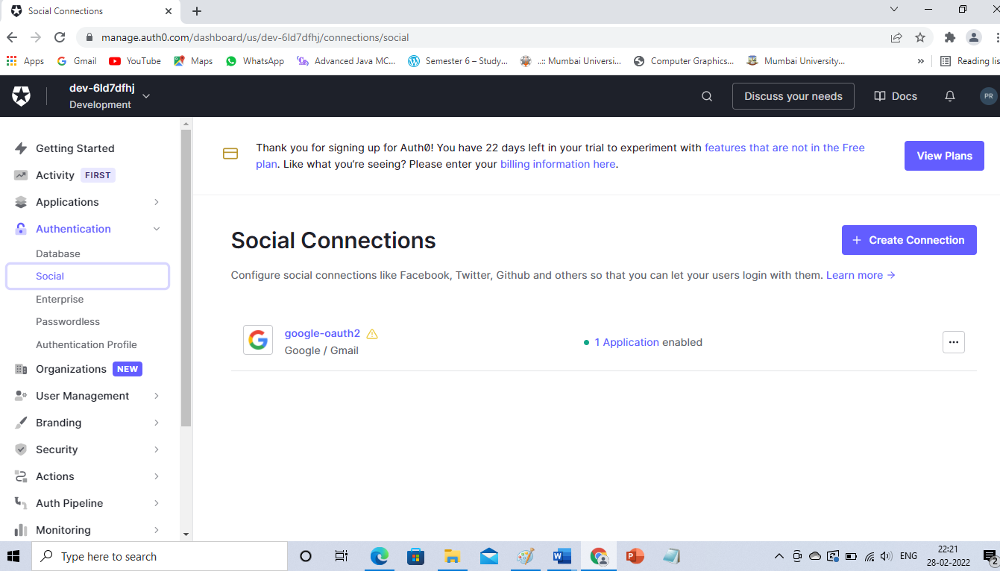 Social Connections
manage.auth0.com/dashboard/us/dev-6ld7dfhj/connections/social
Apps Gmail YouTube Maps WhatsApp Advanced Java MC... Semester 6 – Study... ..:: Mumbai Universi... Computer Graphics... Mumbai University... » Reading lis
dev-6ld7dfhj
Development
Discuss your needs
Docs
PR
Getting Started
Activity FIRST
Applications
Authentication
Database
Social
Enterprise
Passwordless
Authentication Profile
Organizations NEW
User Management
Branding
Security
Actions
Auth Pipeline
Monitoring
Thank you for signing up for Auth0! You have 22 days left in your trial to experiment with features that are not in the Free
plan. Like what you're seeing? Please enter your billing information here.
View Plans
Social Connections
+ Create Connection
Configure social connections like Facebook, Twitter, Github and others so that you can let your users login with them. Learn more →
google-oauth2
Google / Gmail
1 Application enabled
Type here to search
ENG
22:21
28-02-2022
2